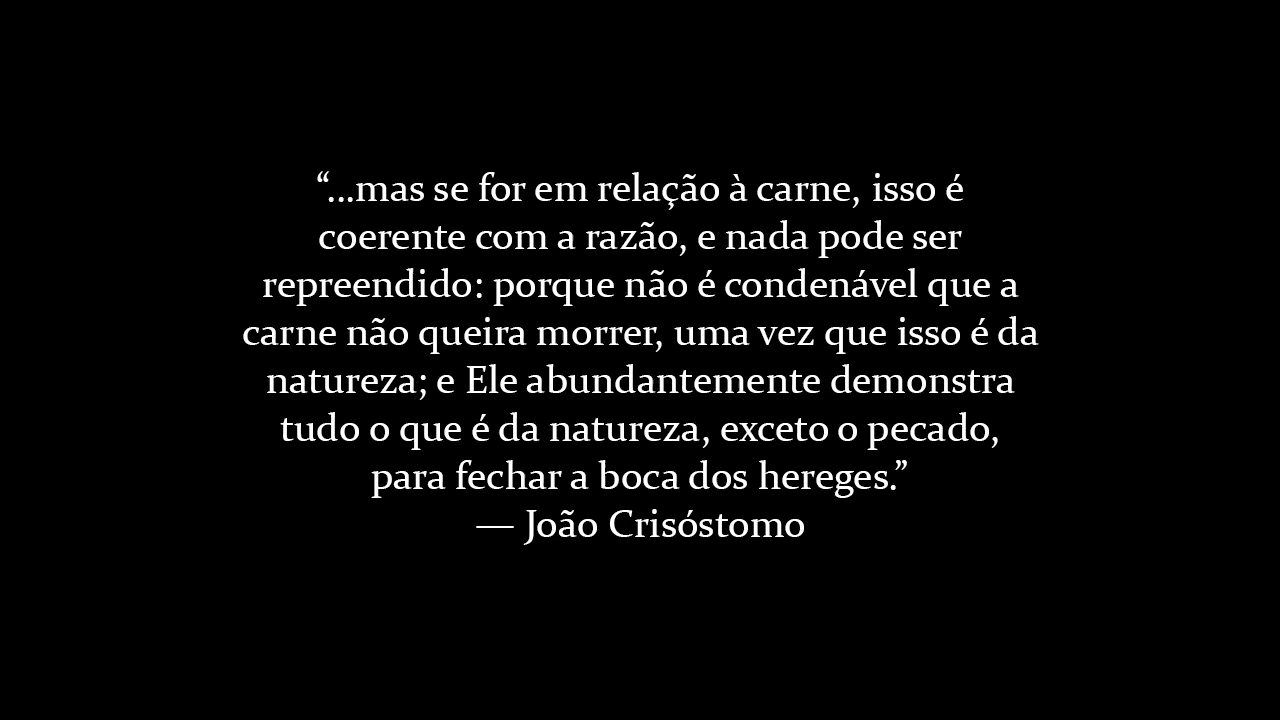 “...mas se for em relação à carne, isso é
coerente com a razão, e nada pode ser
repreendido: porque não é condenável que a
carne não queira morrer, uma vez que isso é da
natureza; e Ele abundantemente demonstra
tudo o que é da natureza, exceto o pecado,
para fechar a boca dos hereges.”
— João Crisóstomo